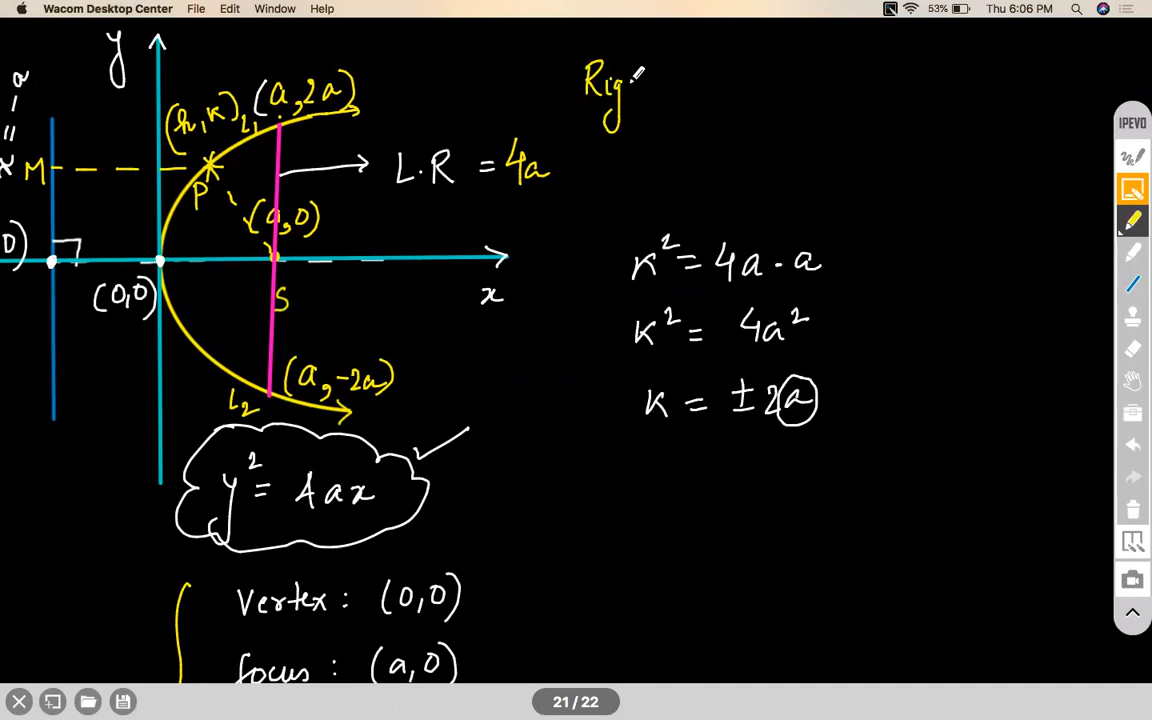 Wacom Desktop Center File Edit Window Help 53% Thu 6:06 PM
y
Rig
(h,k) L1 (a,2a)
M
P
L.R = 4a
(a,0)
0)
(0,0)
x
S
(a,-2a)
L2
k² = 4a · a
k² = 4a²
k = ±2a
y² = 4ax
Vertex : (0,0)
focus : (a,0)
IPEVO
21/22